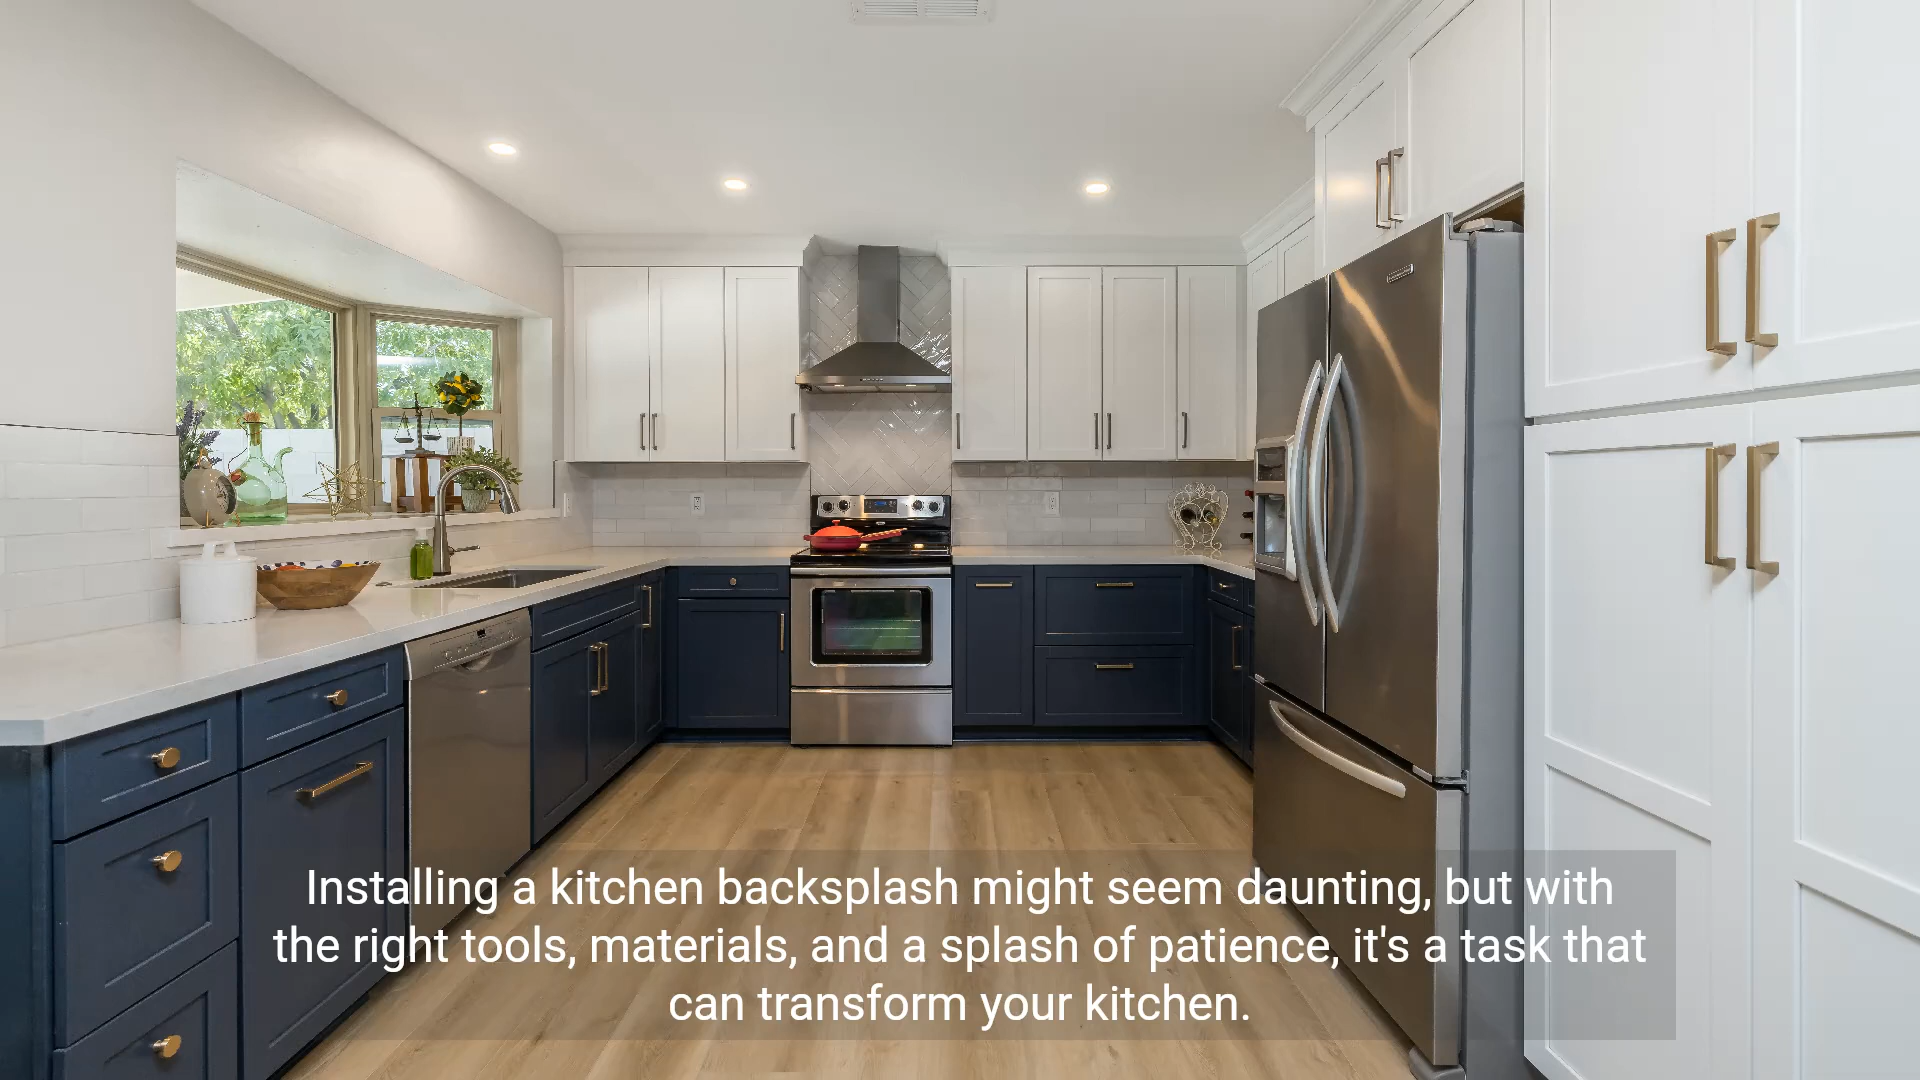 Installing a kitchen backsplash might seem daunting, but with
the right tools, materials, and a splash of patience, it's a task that
can transform your kitchen.